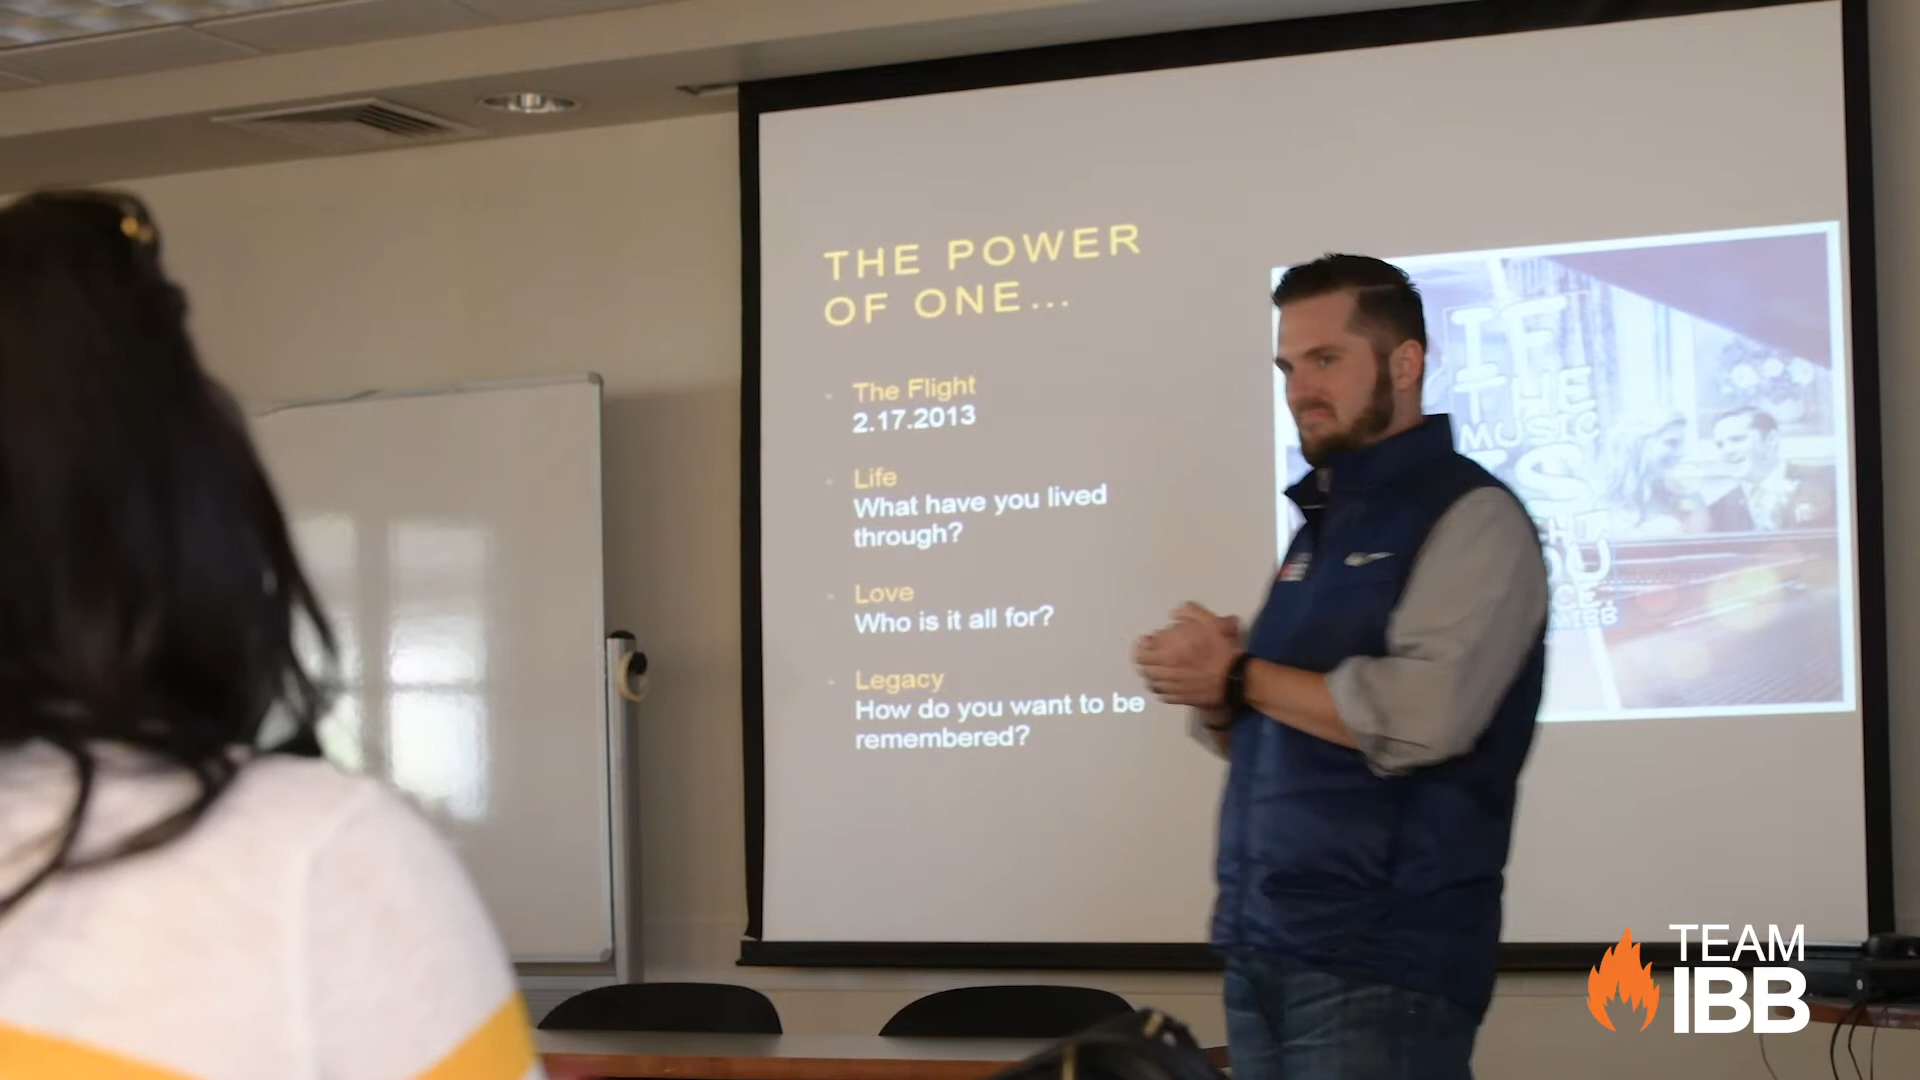 THE POWER
OF ONE...
The Flight
2.17.2013
Life
What have you lived
through?
Love
Who is it all for?
Legacy
How do you want to be
remembered?
IF
THE
MUSIC
IS
TEAM
IBB